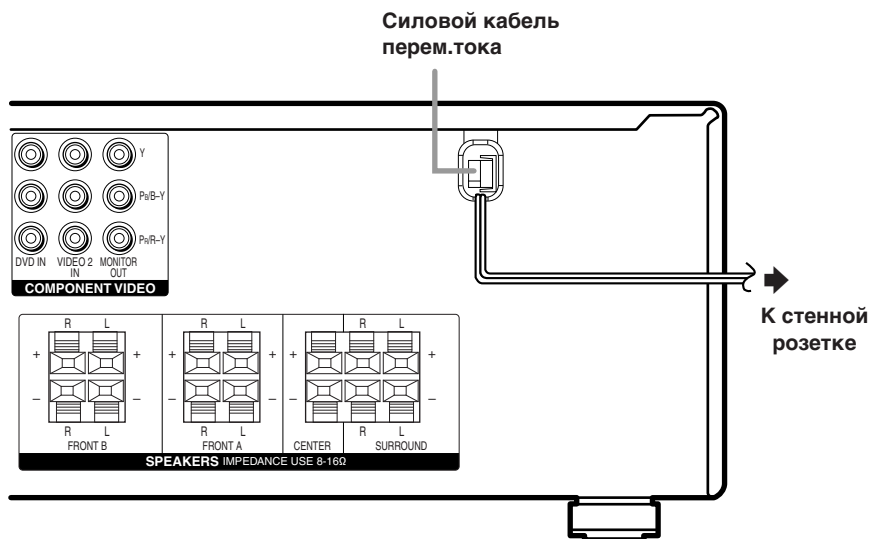 Силовой кабель
перем.тока
Y
PB/B–Y
PR/R–Y
DVD IN
VIDEO 2
IN
MONITOR
OUT
COMPONENT VIDEO
К стенной
розетке
R L R L R L
+ + + + + +
– – – – – –
R L R L R L
FRONT B FRONT A CENTER SURROUND
SPEAKERS IMPEDANCE USE 8-16Ω